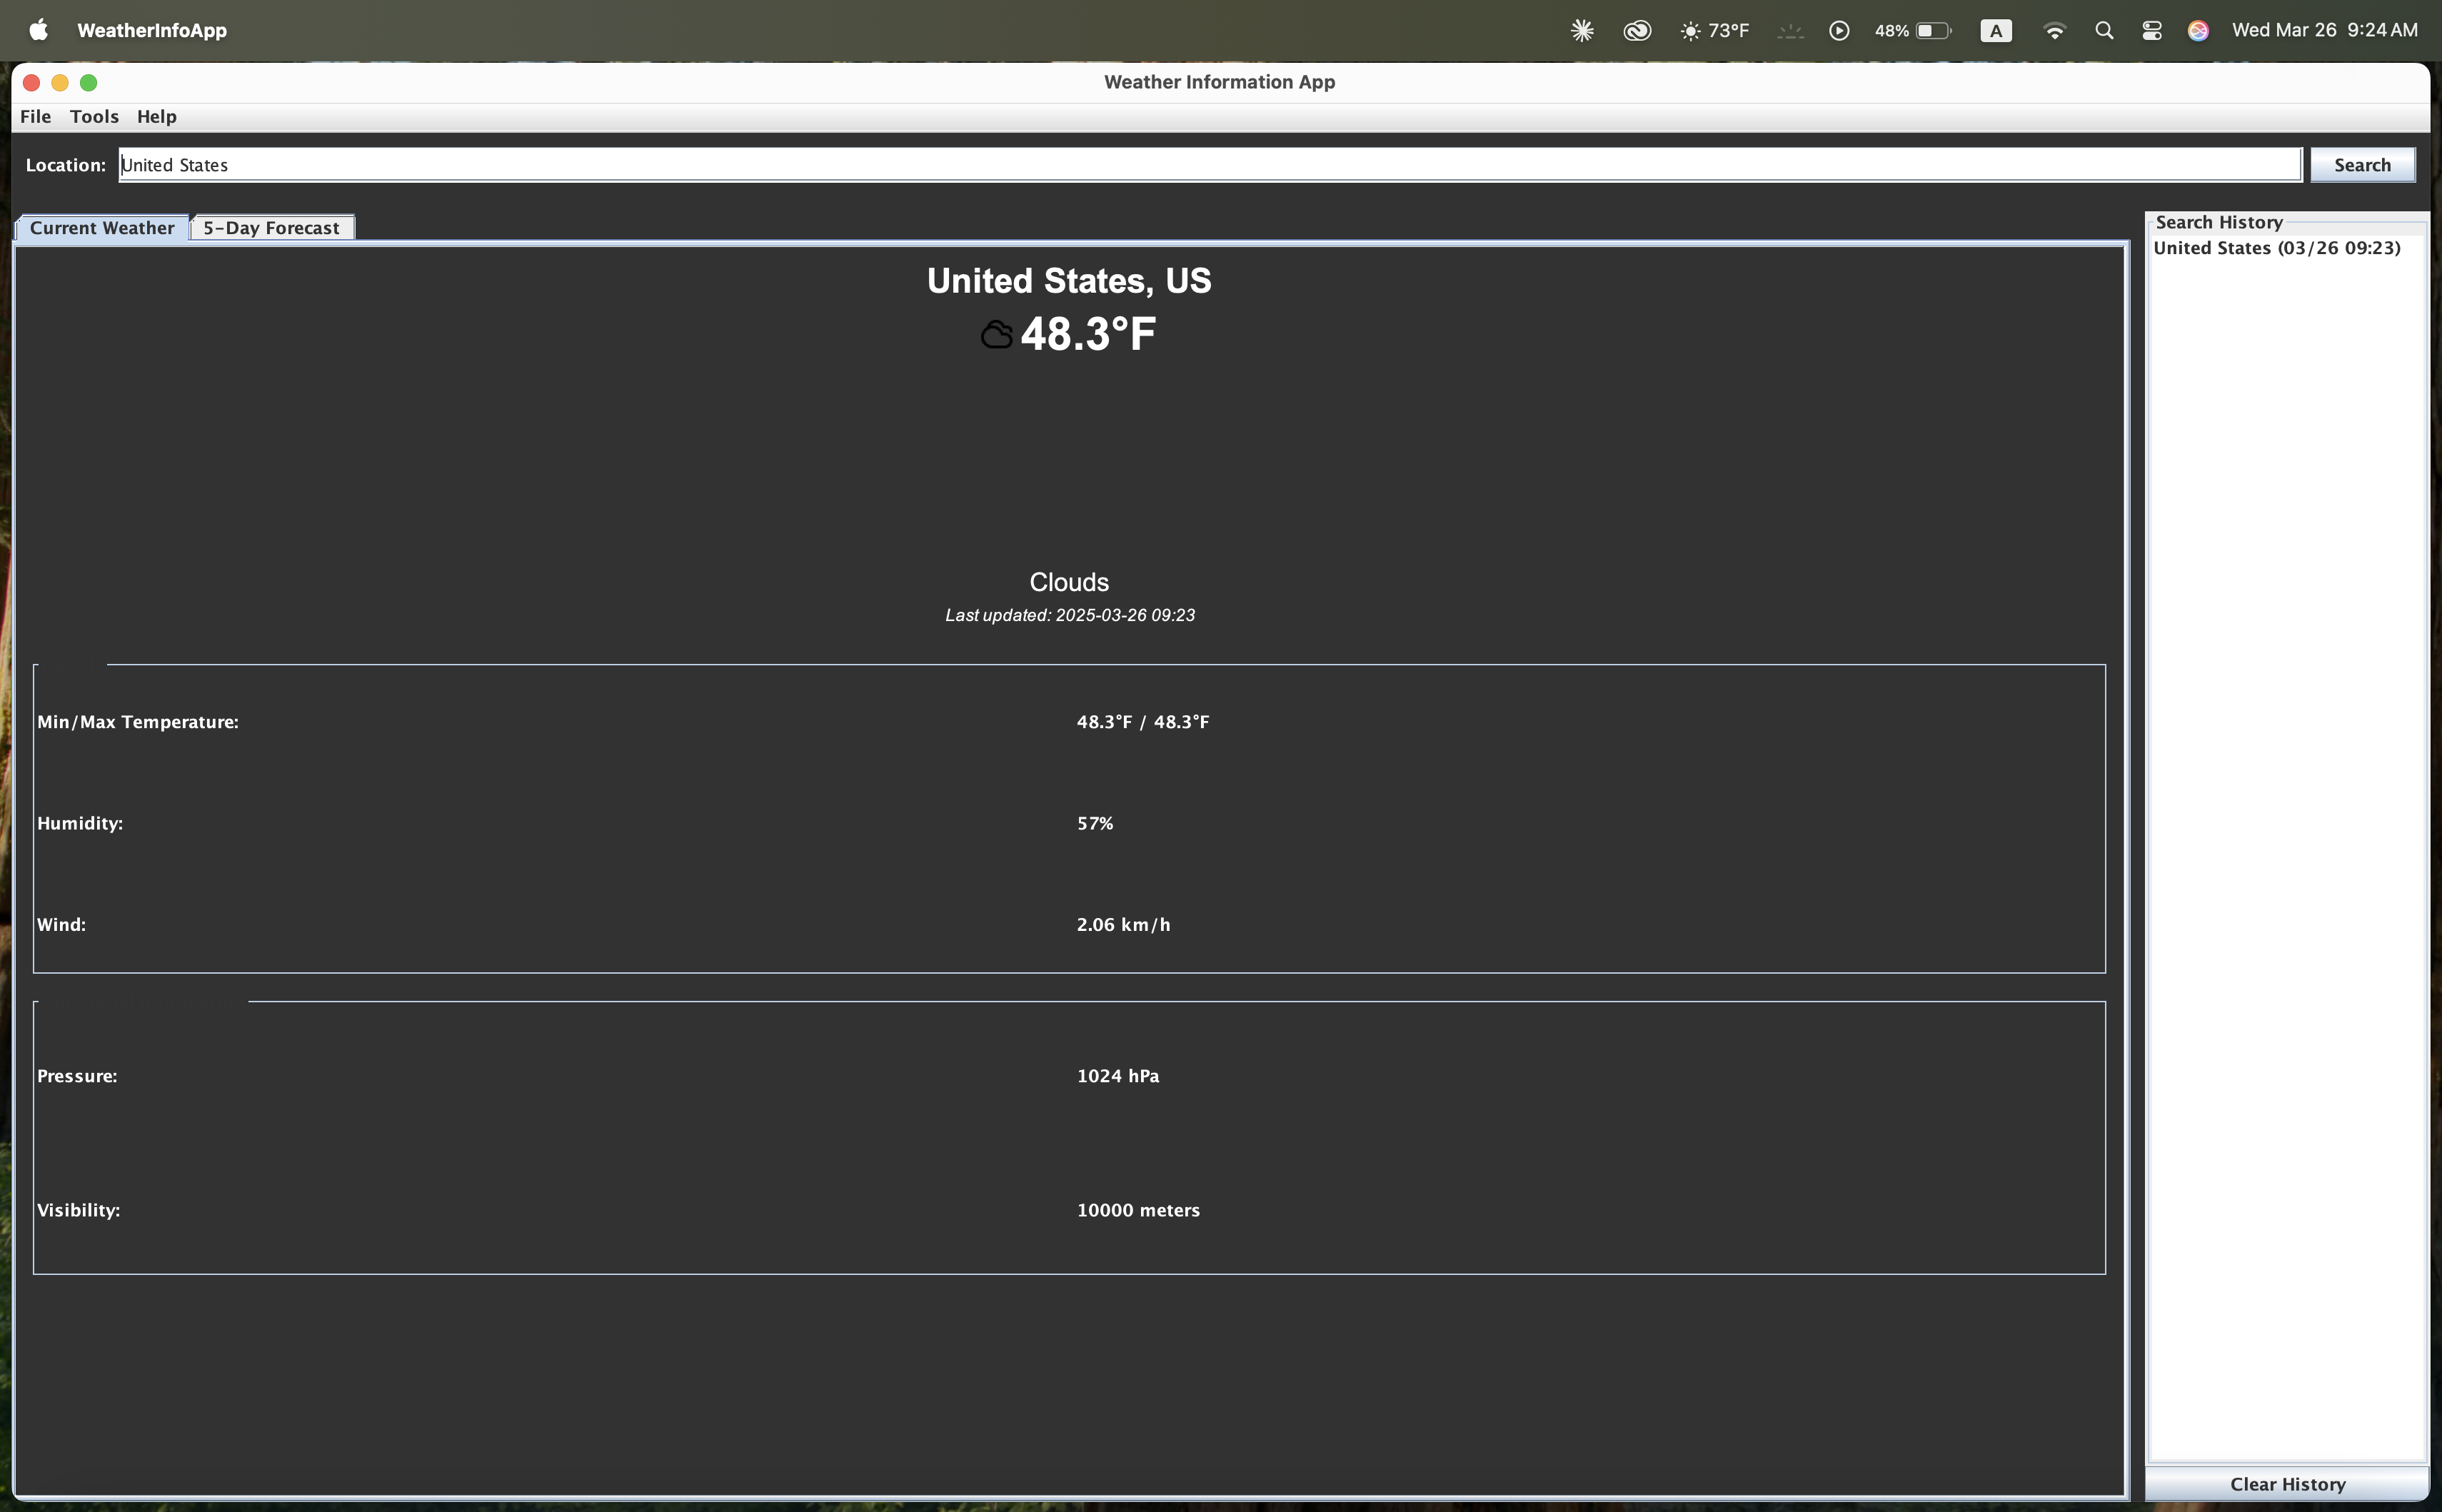 WeatherInfoApp 73°F 48% A Wed Mar 26 9:24 AM
Weather Information App
File Tools Help
Location: United States Search
Current Weather 5-Day Forecast
Search History
United States (03/26 09:23)
United States, US
48.3°F
Clouds
Last updated: 2025-03-26 09:23
Min/Max Temperature: 48.3°F / 48.3°F
Humidity: 57%
Wind: 2.06 km/h
Pressure: 1024 hPa
Visibility: 10000 meters
Clear History